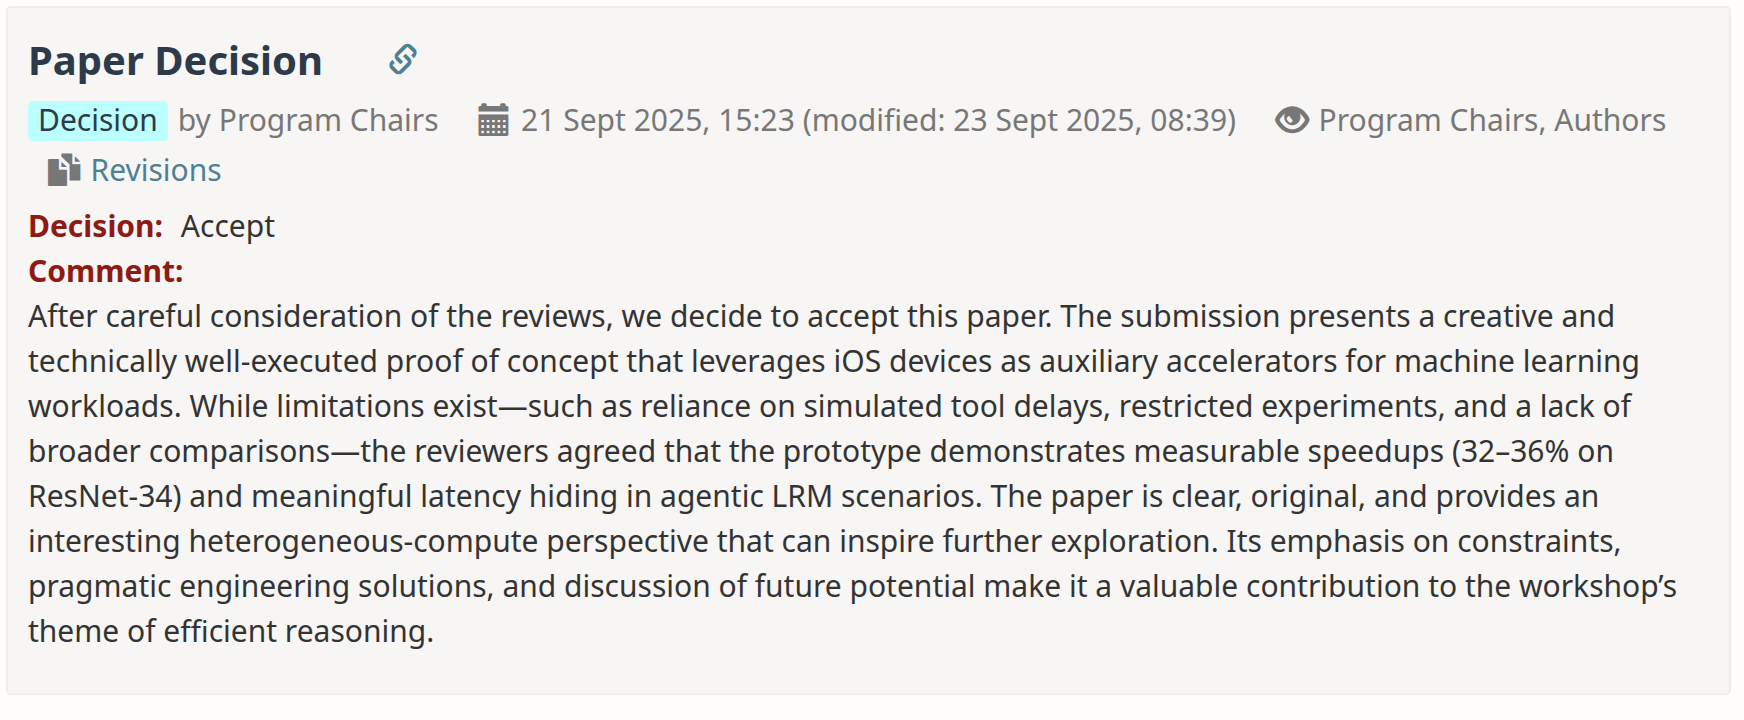 Paper Decision
Decision by Program Chairs 21 Sept 2025, 15:23 (modified: 23 Sept 2025, 08:39) Program Chairs, Authors
Revisions
Decision: Accept
Comment:
After careful consideration of the reviews, we decide to accept this paper. The submission presents a creative and
technically well-executed proof of concept that leverages iOS devices as auxiliary accelerators for machine learning
workloads. While limitations exist—such as reliance on simulated tool delays, restricted experiments, and a lack of
broader comparisons—the reviewers agreed that the prototype demonstrates measurable speedups (32–36% on
ResNet-34) and meaningful latency hiding in agentic LRM scenarios. The paper is clear, original, and provides an
interesting heterogeneous-compute perspective that can inspire further exploration. Its emphasis on constraints,
pragmatic engineering solutions, and discussion of future potential make it a valuable contribution to the workshop’s
theme of efficient reasoning.